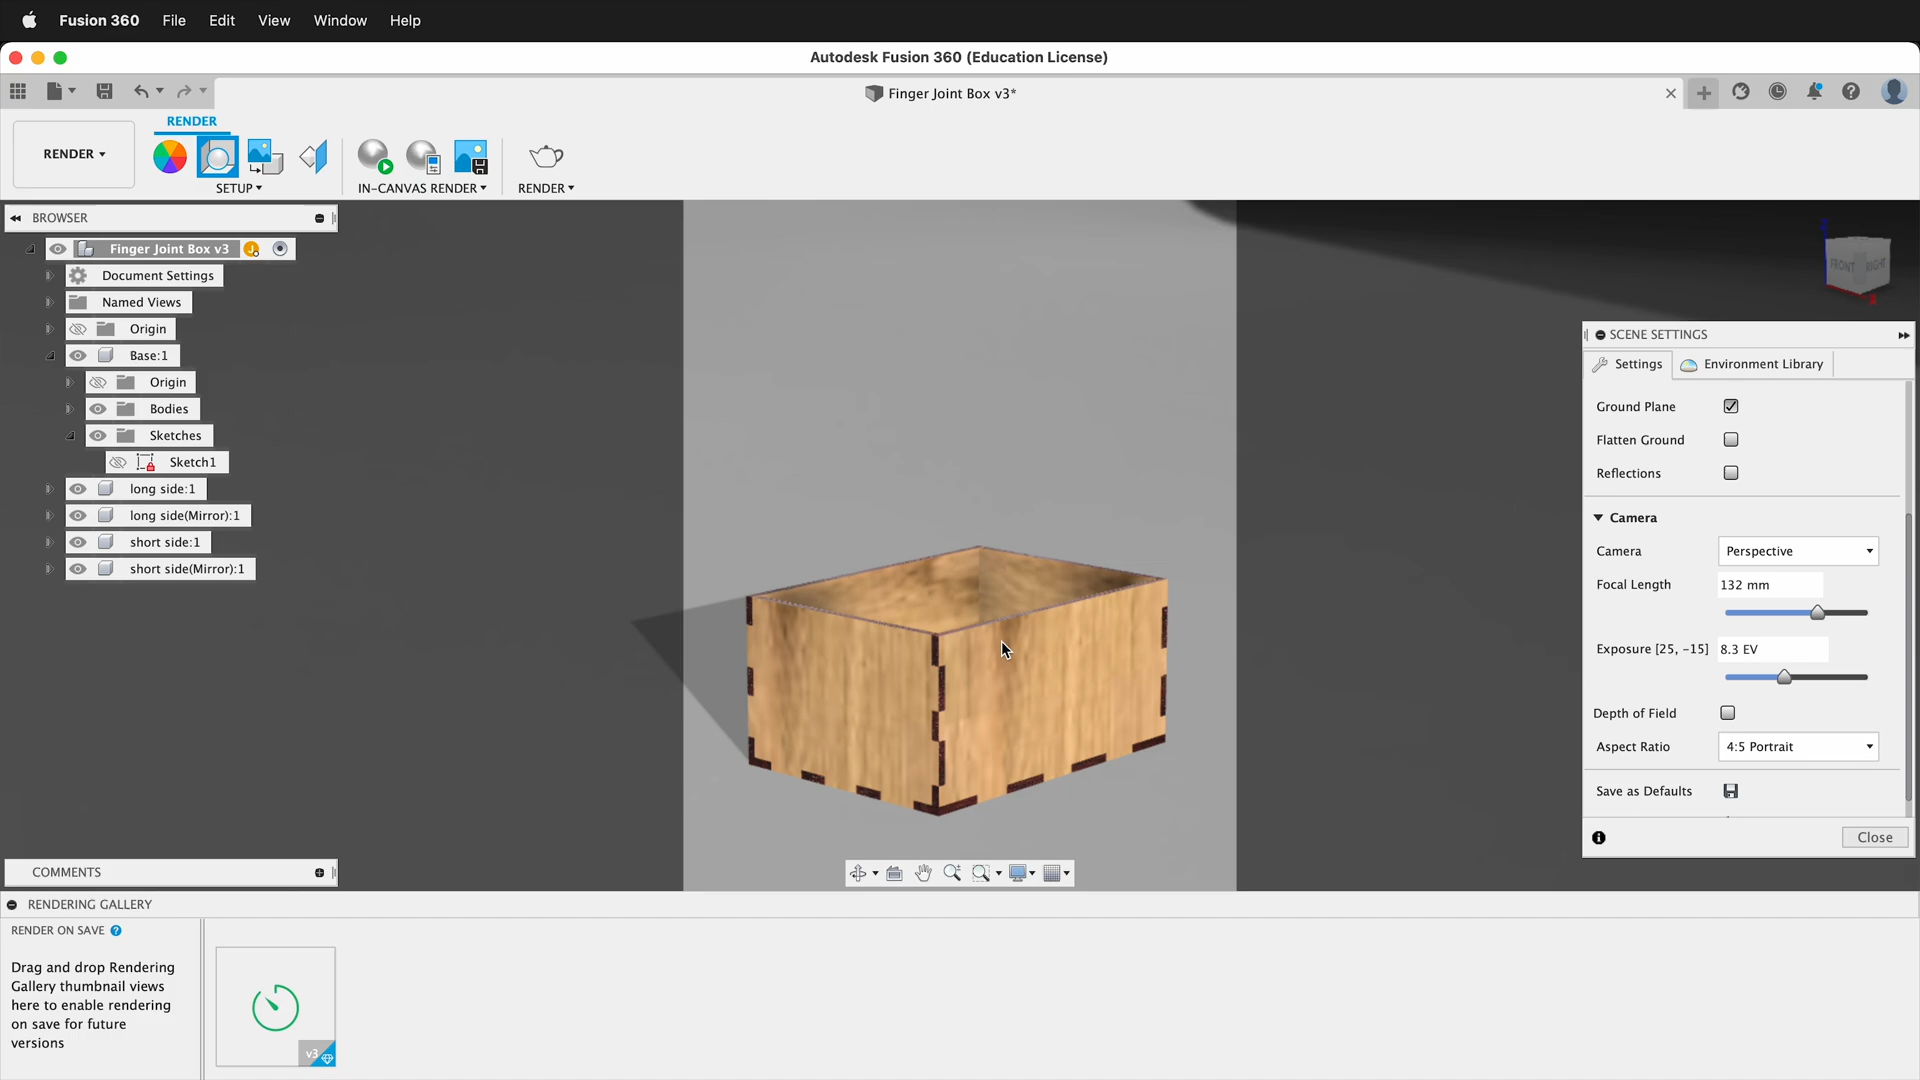 Fusion 360 File Edit View Window Help
Autodesk Fusion 360 (Education License)
Finger Joint Box v3*
RENDER
RENDER
SETUP
IN-CANVAS RENDER
RENDER
BROWSER
Finger Joint Box v3
Document Settings
Named Views
Origin
Base:1
Origin
Bodies
Sketches
Sketch1
long side:1
long side(Mirror):1
short side:1
short side(Mirror):1
FRONT RIGHT
SCENE SETTINGS
Settings Environment Library
Ground Plane
Flatten Ground
Reflections
Camera
Camera Perspective
Focal Length 132 mm
Exposure [25, -15] 8.3 EV
Depth of Field
Aspect Ratio 4:5 Portrait
Save as Defaults
Close
COMMENTS
RENDERING GALLERY
RENDER ON SAVE
Drag and drop Rendering
Gallery thumbnail views
here to enable rendering
on save for future
versions
v3